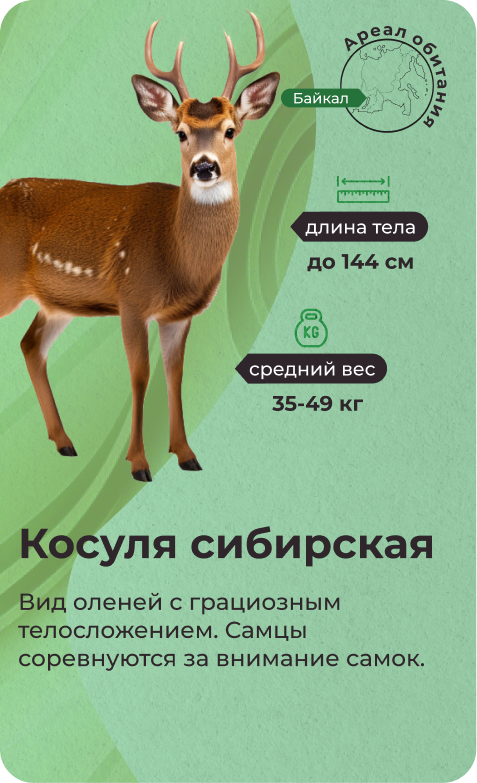 Ареал обитания
Байкал
длина тела
до 144 см
KG
средний вес
35-49 кг
Косуля сибирская
Вид оленей с грациозным
телосложением. Самцы
соревнуются за внимание самок.